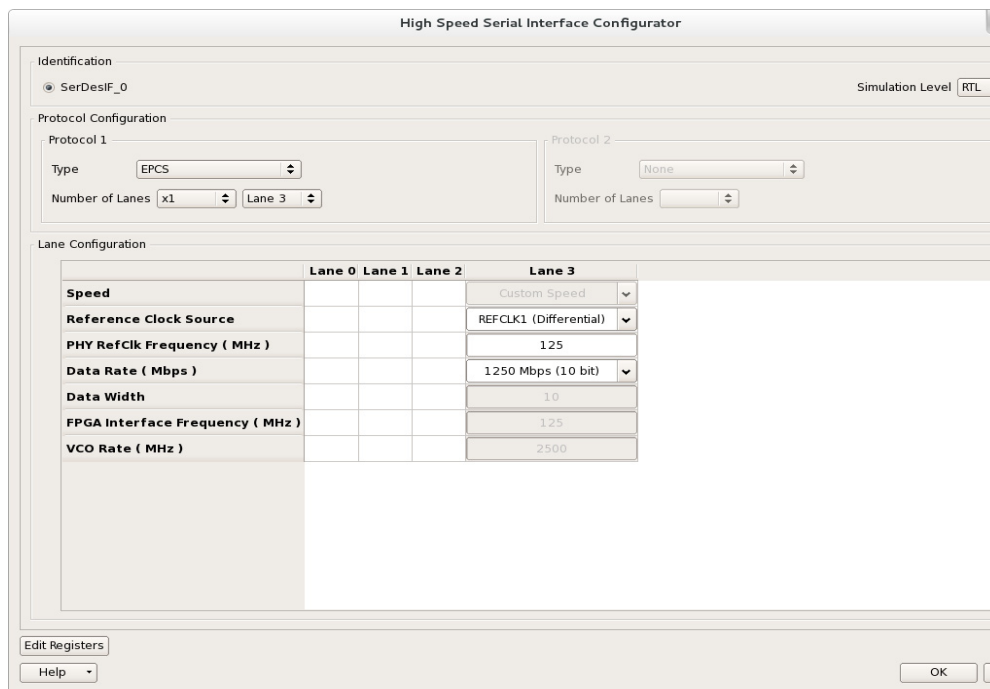 High Speed Serial Interface Configurator
Identification
SerDesIF_0
Simulation Level RTL
Protocol Configuration
Protocol 1
Type EPCS
Number of Lanes x1 Lane 3
Protocol 2
Type None
Number of Lanes
Lane Configuration
Lane 0 Lane 1 Lane 2 Lane 3
Speed Custom Speed
Reference Clock Source REFCLK1 (Differential)
PHY RefClk Frequency ( MHz ) 125
Data Rate ( Mbps ) 1250 Mbps (10 bit)
Data Width 10
FPGA Interface Frequency ( MHz ) 125
VCO Rate ( MHz ) 2500
Edit Registers
Help
OK